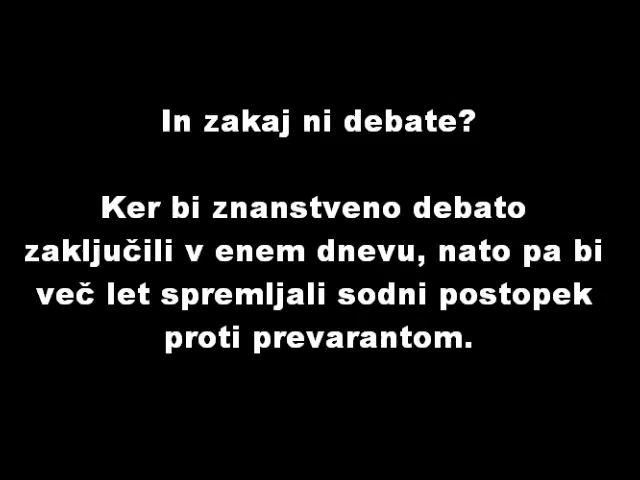 In zakaj ni debate?
Ker bi znanstveno debato
zaključili v enem dnevu, nato pa bi
več let spremljali sodni postopek
proti prevarantom.